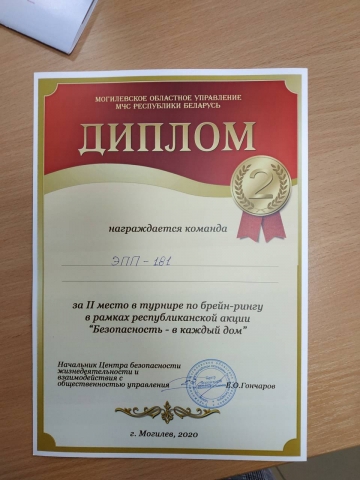 МОГИЛЕВСКОЕ ОБЛАСТНОЕ УПРАВЛЕНИЕ
МЧС РЕСПУБЛИКИ БЕЛАРУСЬ
ДИПЛОМ
2
награждается команда
ЭПП - 181
за II место в турнире по брейн-рингу
в рамках республиканской акции
"Безопасность - в каждый дом"
Начальник Центра безопасности
жизнедеятельности и
взаимодействия с
общественностью управления
В.О.Гончаров
г. Могилев, 2020